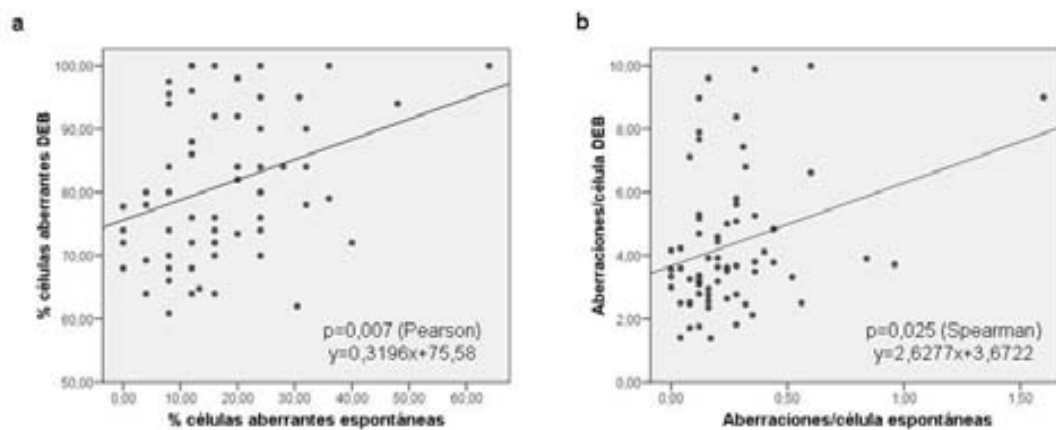 a
100.00
90.00
80.00
70.00
60.00
50.00
% células aberrantes DEB
p=0,007 (Pearson)
y=0,3196x+75,58
0,00
10,00
20,00
30,00
40,00
50,00
60,00
% células aberrantes espontáneas
b
10,00
8,00
6,00
4,00
2,00
0,00
Aberraciones/célula DEB
p=0,025 (Spearman)
y=2,6277x+3,6722
0,00
0,50
1,00
1,50
Aberraciones/célula espontáneas